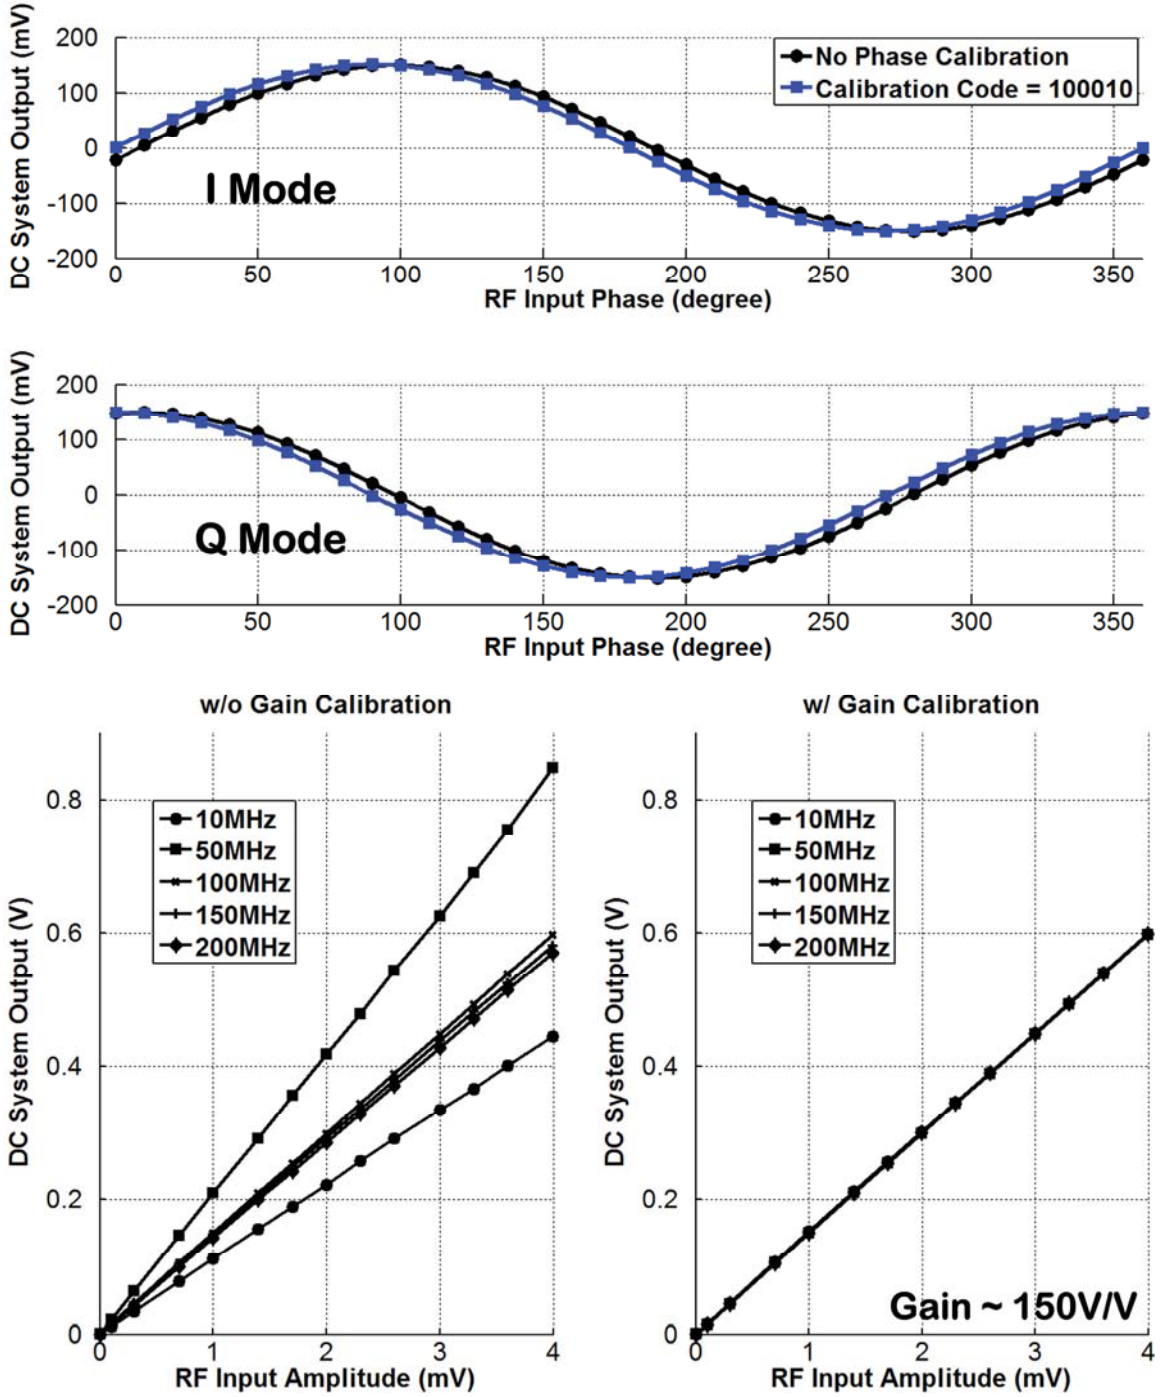 DC System Output (mV)
200
100
0
-100
-200
No Phase Calibration
Calibration Code = 100010
I Mode
0 50 100 150 200 250 300 350
RF Input Phase (degree)
DC System Output (mV)
200
100
0
-100
-200
Q Mode
0 50 100 150 200 250 300 350
RF Input Phase (degree)
w/o Gain Calibration
DC System Output (V)
0.8
0.6
0.4
0.2
0
10MHz
50MHz
100MHz
150MHz
200MHz
0 1 2 3 4
RF Input Amplitude (mV)
w/ Gain Calibration
DC System Output (V)
0.8
0.6
0.4
0.2
0
10MHz
50MHz
100MHz
150MHz
200MHz
Gain ~ 150V/V
0 1 2 3 4
RF Input Amplitude (mV)